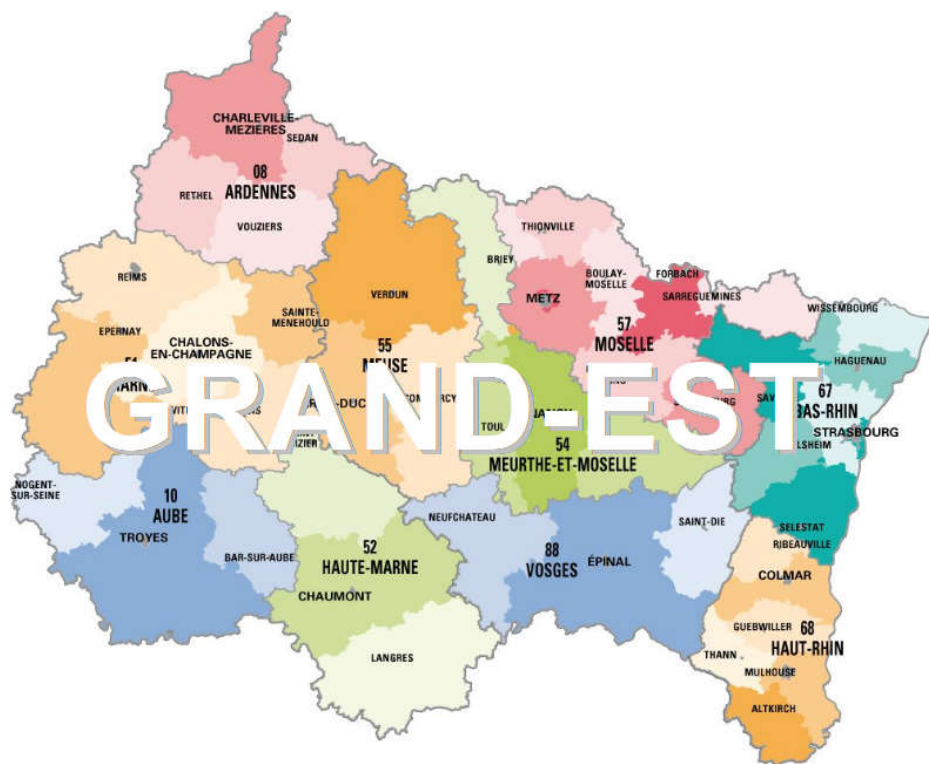 CHARLEVILLE-
MEZIÈRES
SEDAN
08
ARDENNES
RETHEL
VOUZIERS
THIONVILLE
BRIEY
REIMS
BOULAY-
MOSELLE
FORBACH
METZ
VERDUN
SARREGUEMINES
WISSEMBOURG
SAINTE-
MENEHOULD
EPERNAY
57
MOSELLE
CHALONS-
EN-CHAMPAGNE
55
MEUSE
HAGUENAU
67
BAS-RHIN
GRAND-EST
TOUL
STRASBOURG
54
MEURTHE-ET-MOSELLE
NOGENT-
SUR-SEINE
10
AUBE
NEUFCHATEAU
SAINT-DIE
SELESTAT
TROYES
RIBEAUVILLE
BAR-SUR-AUBE
52
HAUTE-MARNE
88
VOSGES
ÉPINAL
COLMAR
CHAUMONT
GUEBWILLER
68
HAUT-RHIN
LANGRES
THANN
MULHOUSE
ALTKIRCH